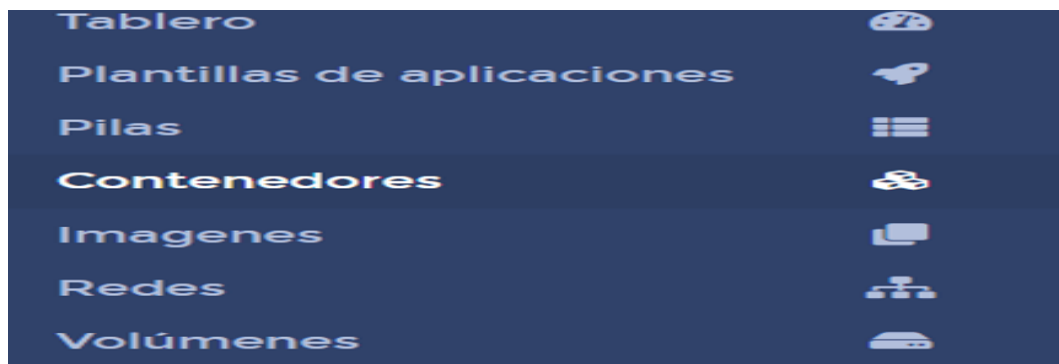 Tablero
Plantillas de aplicaciones
Pilas
Contenedores
Imagenes
Redes
Volúmenes